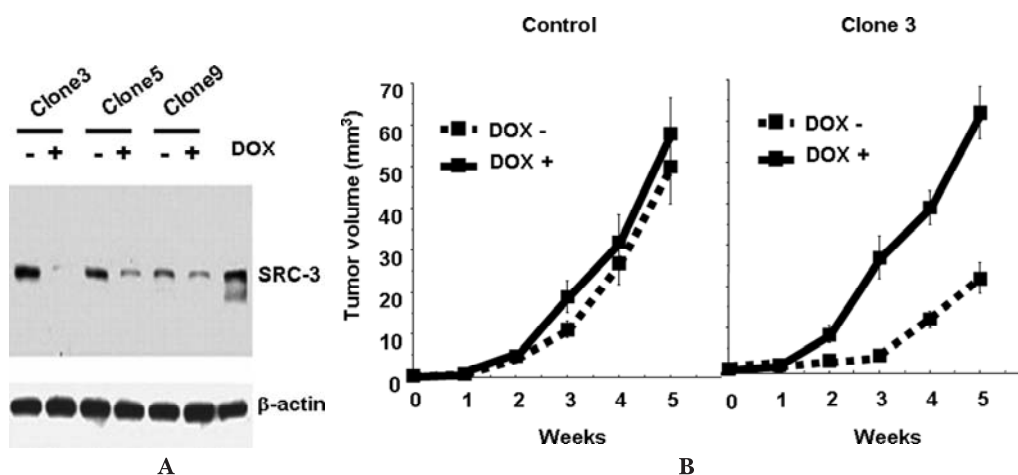 Clone3
Clone5
Clone9
- + - + - + DOX
SRC-3
β-actin
A
Control
Clone 3
Tumor volume (mm³)
70
60
50
40
30
20
10
0
DOX -
DOX +
0 1 2 3 4 5
Weeks
DOX -
DOX +
0 1 2 3 4 5
Weeks
B